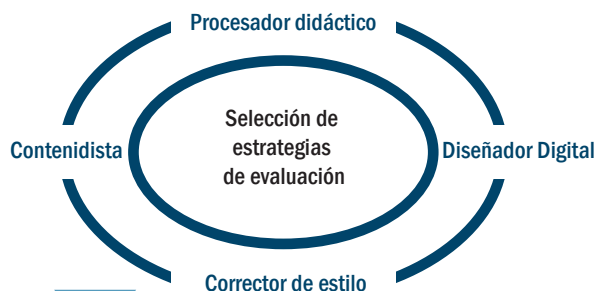 Procesador didáctico
Selección de
estrategias
de evaluación
Contenidista
Diseñador Digital
Corrector de estilo